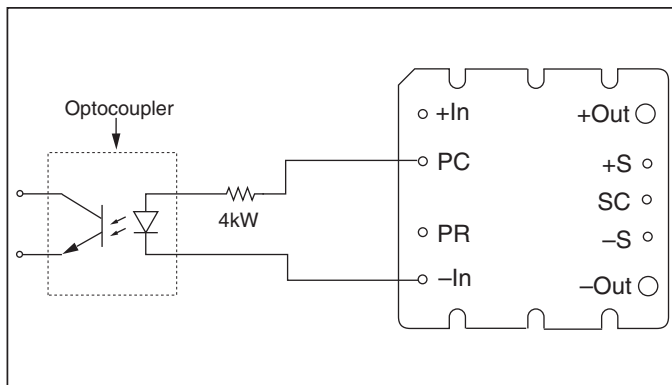 Optocoupler
4kW
+In
PC
PR
–In
+Out
+S
SC
–S
–Out